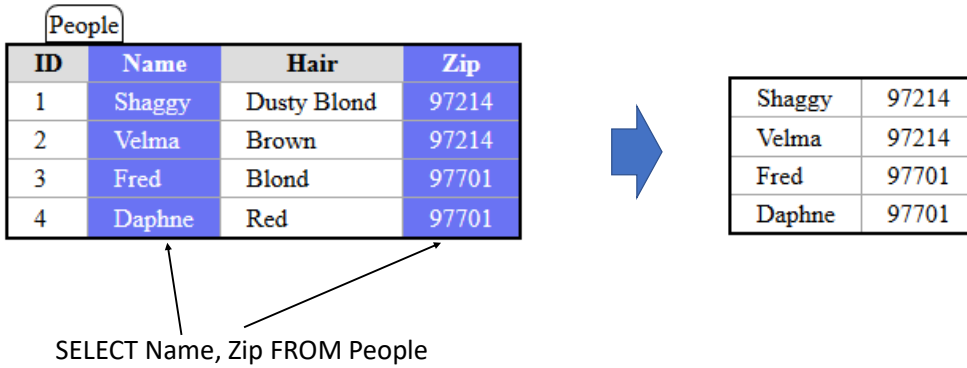 People
ID Name Hair Zip
1 Shaggy Dusty Blond 97214
2 Velma Brown 97214
3 Fred Blond 97701
4 Daphne Red 97701
Shaggy 97214
Velma 97214
Fred 97701
Daphne 97701
SELECT Name, Zip FROM People